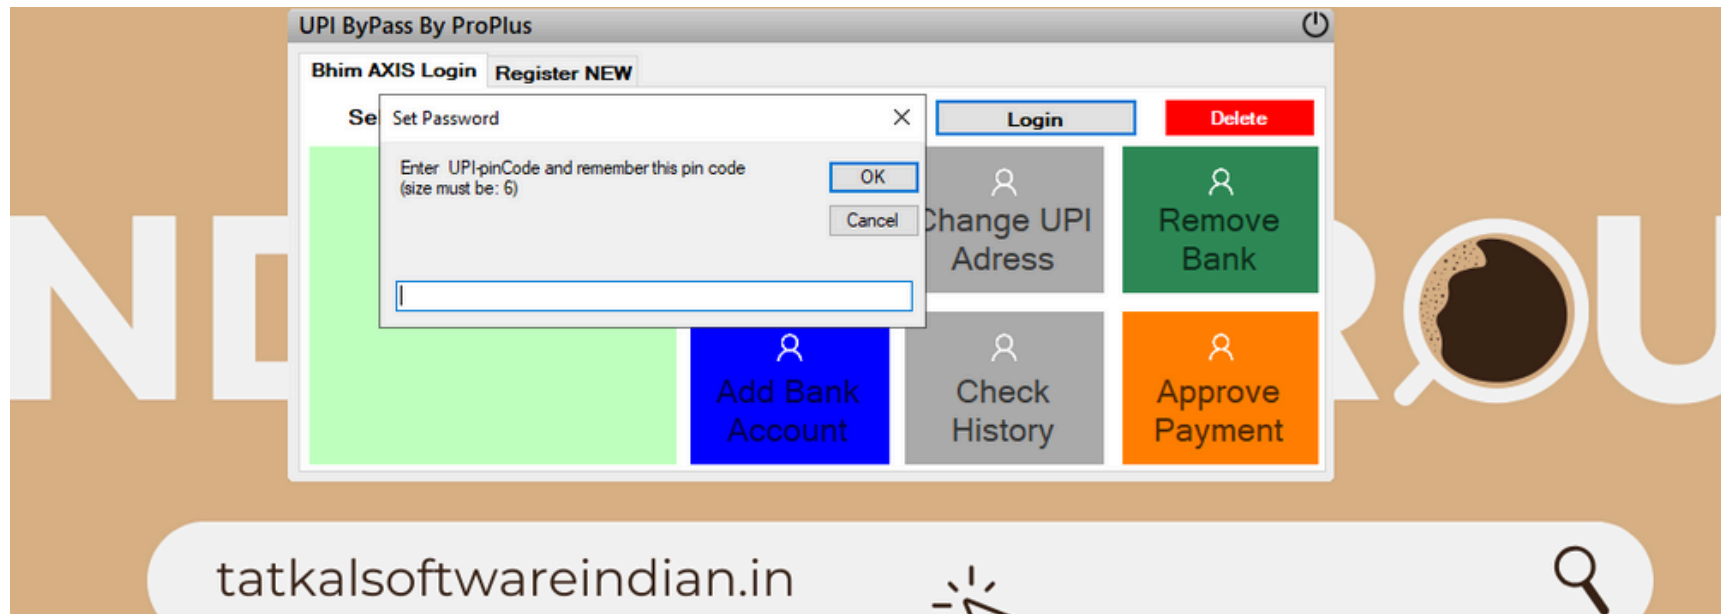 UPI ByPass By ProPlus
Bhim AXIS Login Register NEW
Set Password
Login
Delete
Enter UPI-pinCode and remember this pin code
(size must be: 6)
OK
Cancel
Change UPI
Adress
Remove
Bank
Add Bank
Account
Check
History
Approve
Payment
tatkalsoftwareindian.in